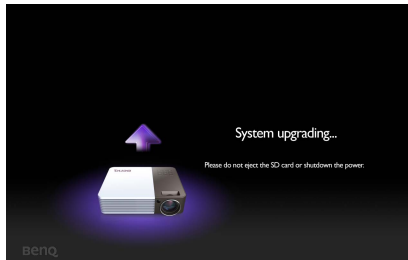 System upgrading...
Please do not eject the SD card or shutdown the power.
BenQ